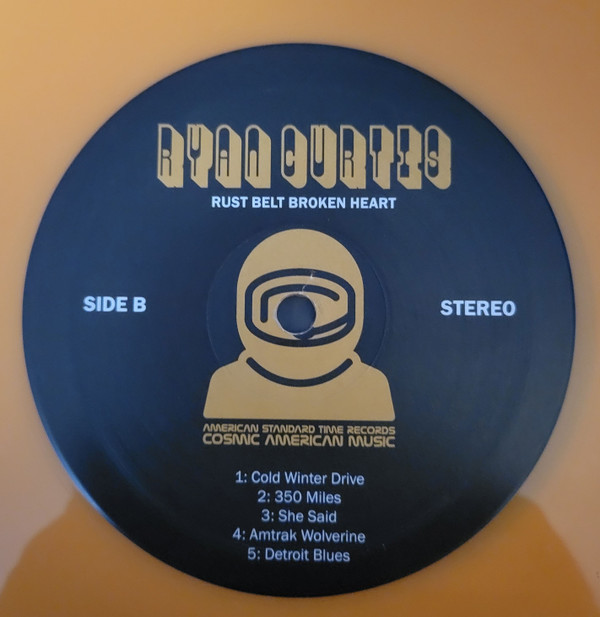 RYAN CURTIS
RUST BELT BROKEN HEART
SIDE B
STEREO
AMERICAN STANDARD TIME RECORDS
COSMIC AMERICAN MUSIC
1: Cold Winter Drive
2: 350 Miles
3: She Said
4: Amtrak Wolverine
5: Detroit Blues